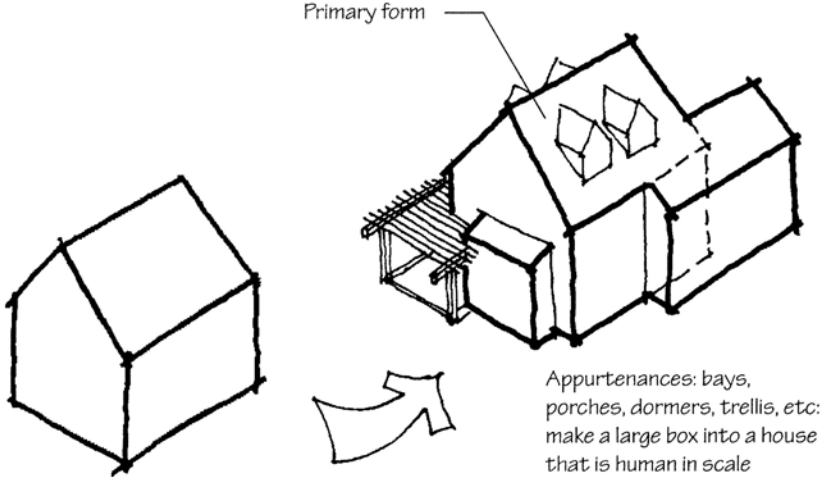 Primary form
Appurtenances: bays,
porches, dormers, trellis, etc:
make a large box into a house
that is human in scale